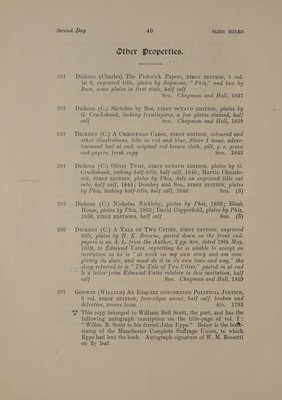 Second Day 40 SIZES MIXED
Other Properties.
291 Dickens (Charles) The Pickwick Papers, FIRST EDITION, 1 vol.
in 2, engraved title, plates by Seymour, "Phiz," and two by
Buss, some plates in first state, half calf
8vo. Chapman and Hall, 1837
292 Dickens (C.) Sketches by Boz, FIRST OCTAVO EDITION, plates by
G. Cruikshank, lacking frontispiece, a few plates stained, half
calf 8vo. Chapman and Hall, 1839
293 DICKENS (C.) A CHRISTMAS CAROL, FIRST EDITION, coloured and
other illustrations, title in red and blue, Stave I issue, adver-
tisement leaf at end, original red brown cloth, gilt, g. e. green
end-papers, fresh copy 8vo. 1843
294 Dickens (C.) Oliver Twist, FIRST OCTAVO EDITION, plates by G.
Cruikshank, lacking half-title, half calf, 1846; Martin Chuzzle-
wit, FIRST EDITION, plates by Phiz, date on engraved title cut
into, half calf, 1844; Dombey and Son, FIRST EDITION, plates
by Phiz, lacking half-title, half calf, 1848 8vo. (3)
295 Dickens (C.) Nicholas Nickleby, plates by Phiz, 1839; Bleak
House, plates by Phiz, 1853; David Copperfield, plates by Phiz,
1850, FIRST EDITIONS, half calf 8vo. (3)
296 DICKENS (C.) A TALE OF TWO CITIES, FIRST EDITION, engraved
title, plates by H. K. Browne, pasted down on the front end-
papers is an A. L. from the Author, 2 pp. 8vo, dated 19th May,
1859, to Edmund Yates, regretting he is unable to accept an
invitation as he is "at work on my own story and am com-
pletely its slave, and must do it in its own time and way," the
story referred to is "The Tale of Two Cities," pasted in at end
is a letter from Edmund Yates relative to this invitation, half
calf 8vo. Chapman and Hall, 1859
297 GODWIN (WILLIAM) AN ENQUIRY CONCERNING POLITICAL JUSTICE,
2 vol. FIRST EDITION, fore-edges uncut, half calf, broken and
defective, covers loose 4to. 1793
This copy belonged to William Bell Scott, the poet, and has the
following autograph inscription on the title-page of vol. I:
"Willm. B. Scott to his friend John Epps." Below is the book-
stamp of the Manchester Complete Suffrage Union, to which
Epps had lent the book. Autograph signature of W. M. Rossetti
on fly leaf.